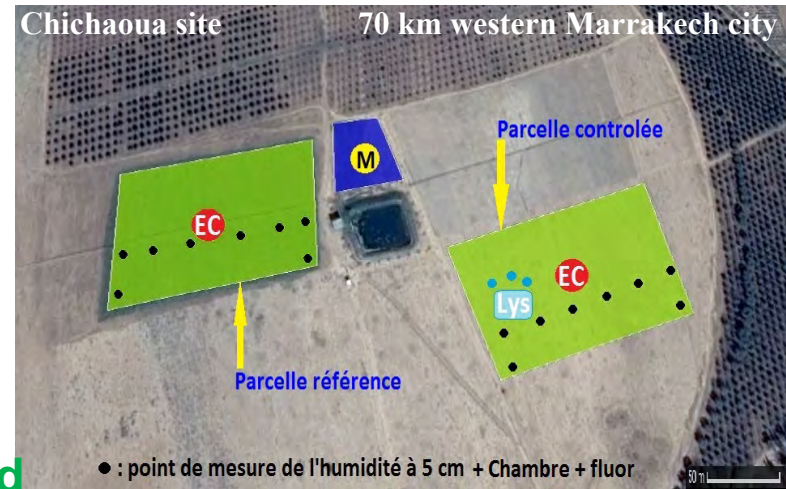 Chichaoua site 70 km western Marrakech city
Parcelle controlée
M
EC
EC
Lys
Parcelle référence
d
● : point de mesure de l'humidité à 5 cm + Chambre + fluor
50 m